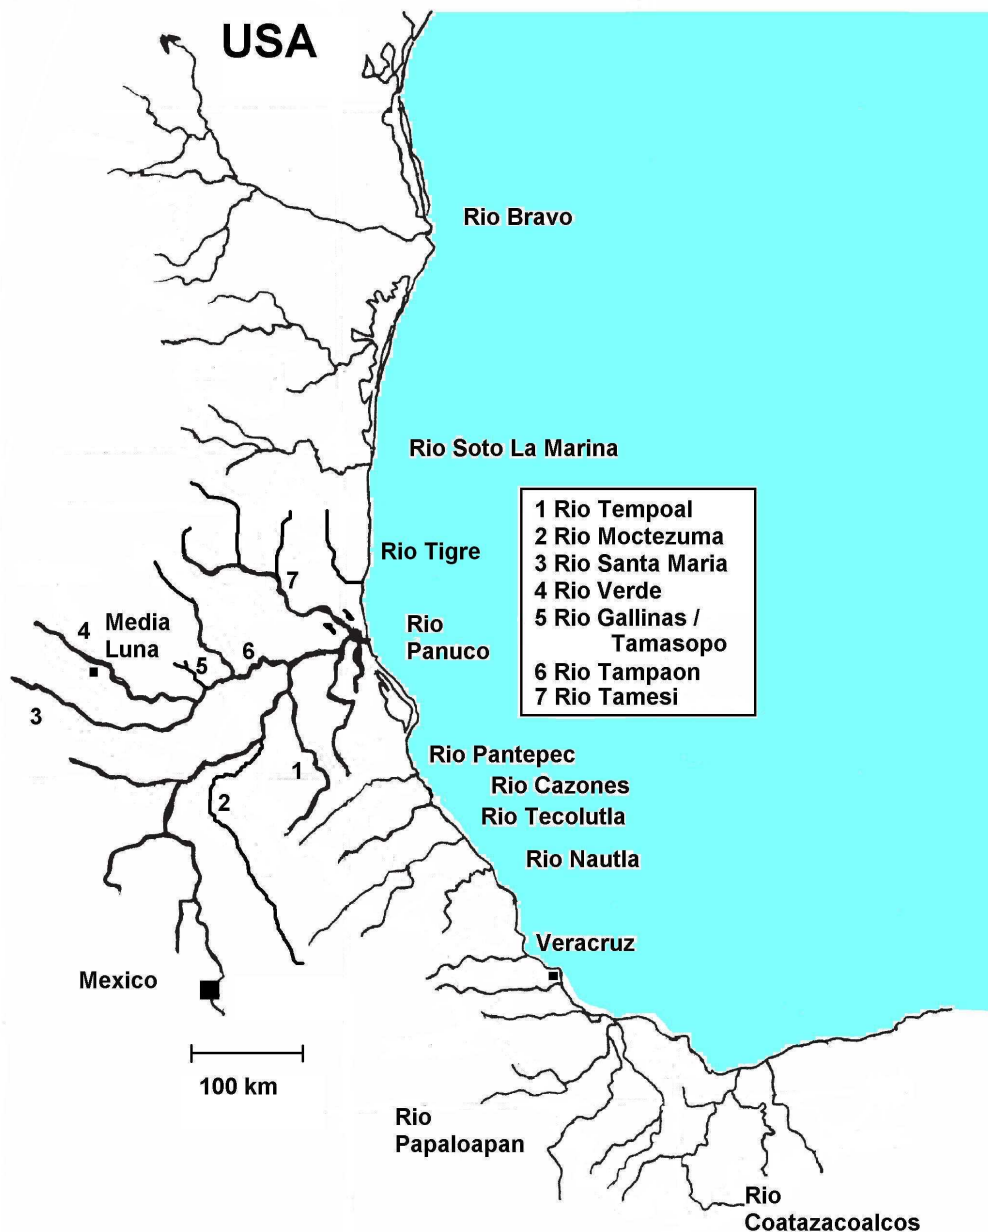 USA
Rio Bravo
Rio Soto La Marina
1 Rio Tempoal
2 Rio Moctezuma
3 Rio Santa Maria
4 Rio Verde
5 Rio Gallinas /
Tamasopo
6 Rio Tampaon
7 Rio Tamesi
Rio Tigre
7
Rio
Panuco
4
Media
Luna
5
6
3
Rio Pantepec
1
2
Rio Cazones
Rio Tecolutla
Rio Nautla
Veracruz
Mexico
100 km
Rio
Papaloapan
Rio
Coatazacoalcos